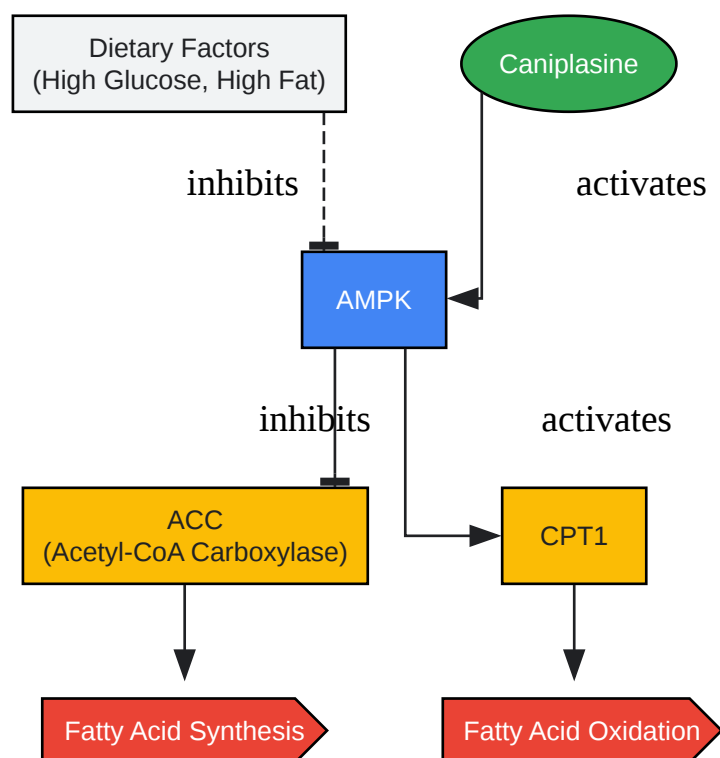 Dietary Factors
(High Glucose, High Fat)
Caniplasine
inhibits
activates
AMPK
inhibits
activates
ACC
(Acetyl-CoA Carboxylase)
CPT1
Fatty Acid Synthesis
Fatty Acid Oxidation